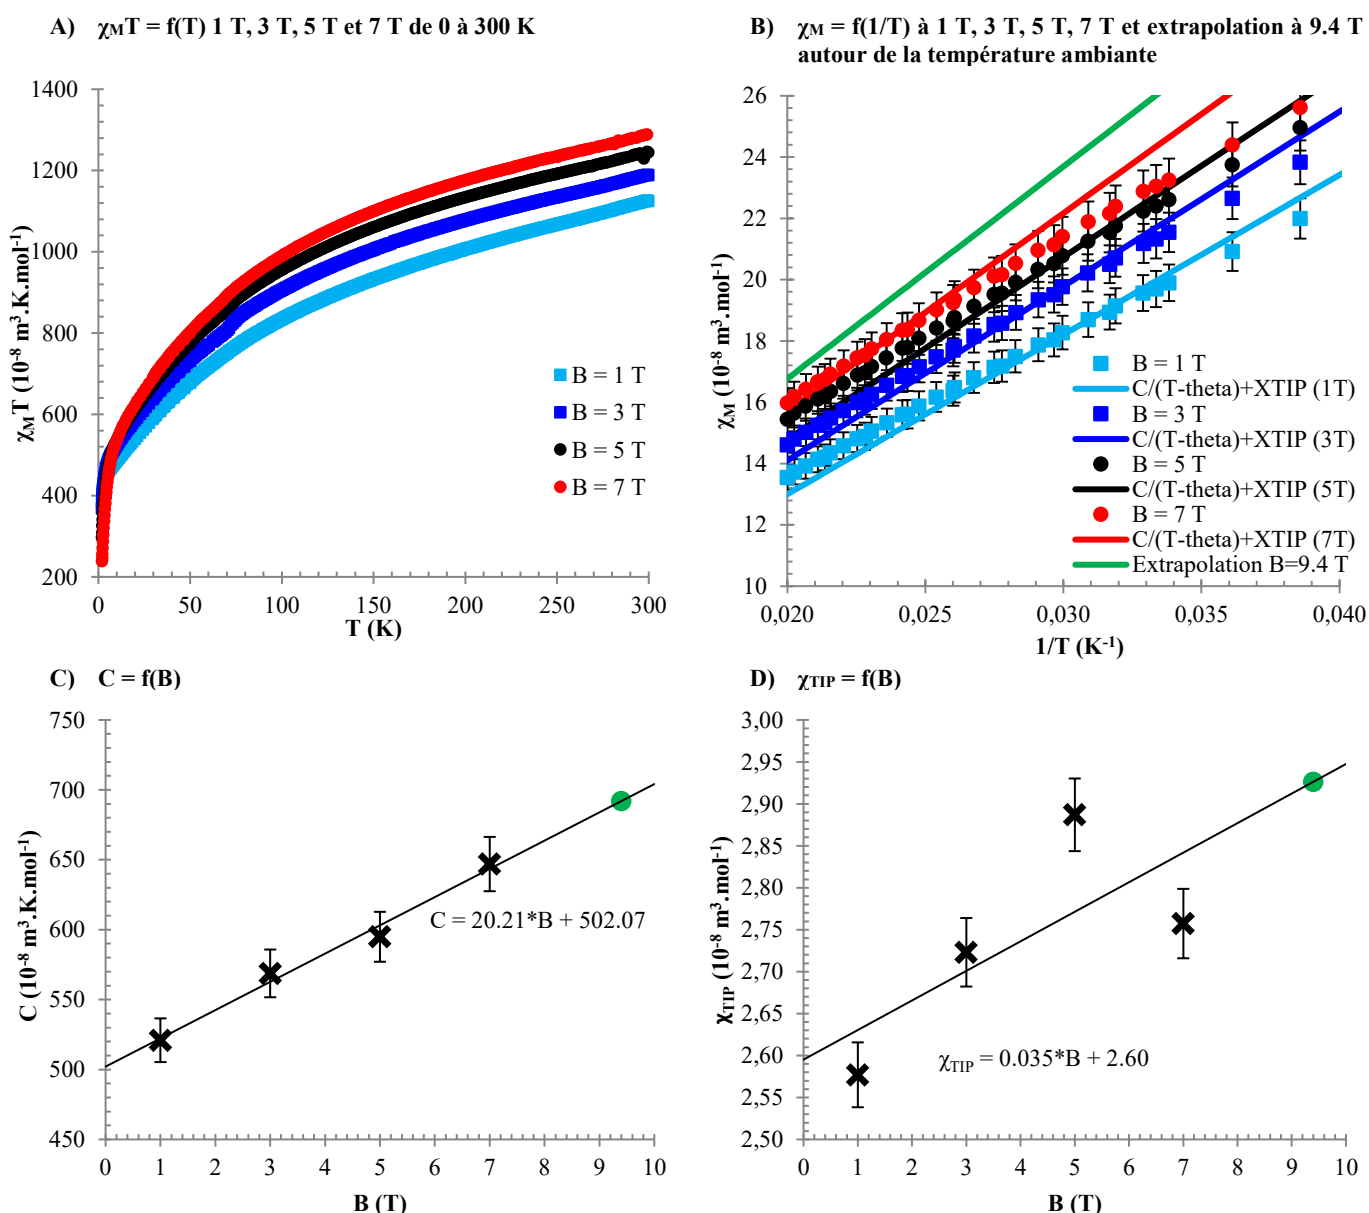 A) χMT = f(T) 1 T, 3 T, 5 T et 7 T de 0 à 300 K
1400
1200
1000
800
600
400
200
χMT (10-8 m3.K.mol-1)
B = 1 T
B = 3 T
B = 5 T
B = 7 T
0
50
100
150
200
250
300
T (K)
B) χM = f(1/T) à 1 T, 3 T, 5 T, 7 T et extrapolation à 9.4 T
autour de la température ambiante
26
24
22
20
18
16
14
12
10
χM (10-8 m3.mol-1)
B = 1 T
C/(T-theta)+XTIP (1T)
B = 3 T
C/(T-theta)+XTIP (3T)
B = 5 T
C/(T-theta)+XTIP (5T)
B = 7 T
C/(T-theta)+XTIP (7T)
Extrapolation B=9.4 T
0,020
0,025
0,030
0,035
0,040
1/T (K-1)
C) C = f(B)
750
700
650
600
550
500
450
C (10-8 m3.K.mol-1)
C = 20.21*B + 502.07
0
1
2
3
4
5
6
7
8
9
10
B (T)
D) χTIP = f(B)
3,00
2,95
2,90
2,85
2,80
2,75
2,70
2,65
2,60
2,55
2,50
χTIP (10-8 m3.mol-1)
χTIP = 0.035*B + 2.60
0
1
2
3
4
5
6
7
8
9
10
B (T)